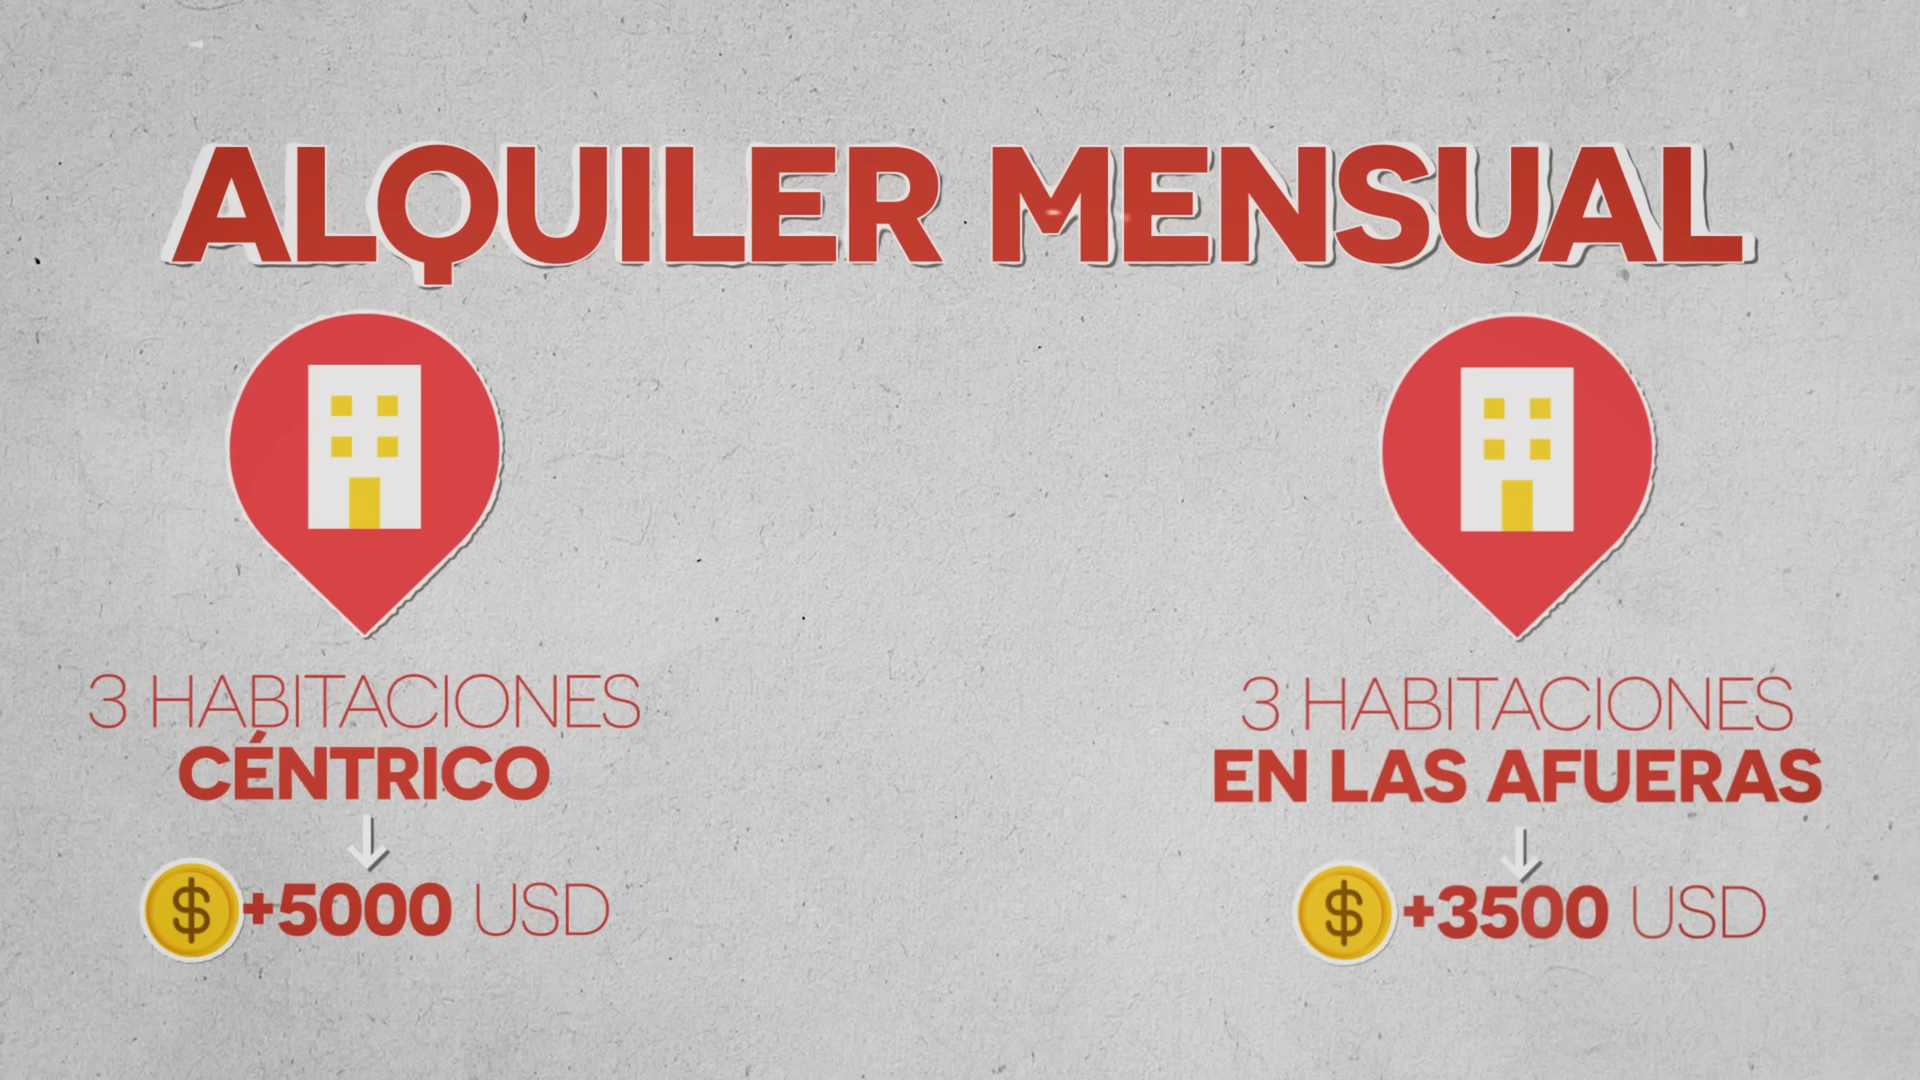 ALQUILER MENSUAL
3 HABITACIONES
CÉNTRICO
$ +5000 USD
3 HABITACIONES
EN LAS AFUERAS
$ +3500 USD